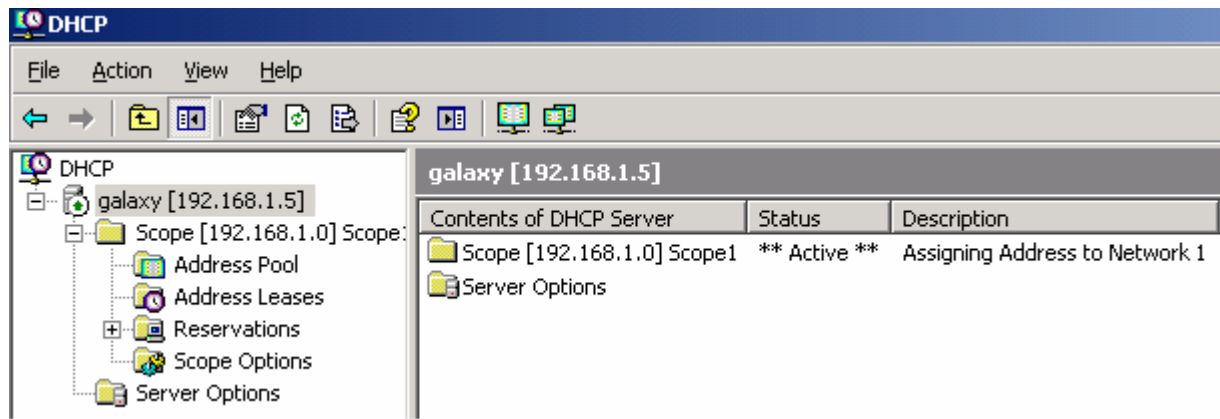 DHCP
File Action View Help
DHCP
galaxy [192.168.1.5]
Scope [192.168.1.0] Scope
Address Pool
Address Leases
Reservations
Scope Options
Server Options
galaxy [192.168.1.5]
Contents of DHCP Server Status Description
Scope [192.168.1.0] Scope1 ** Active ** Assigning Address to Network 1
Server Options